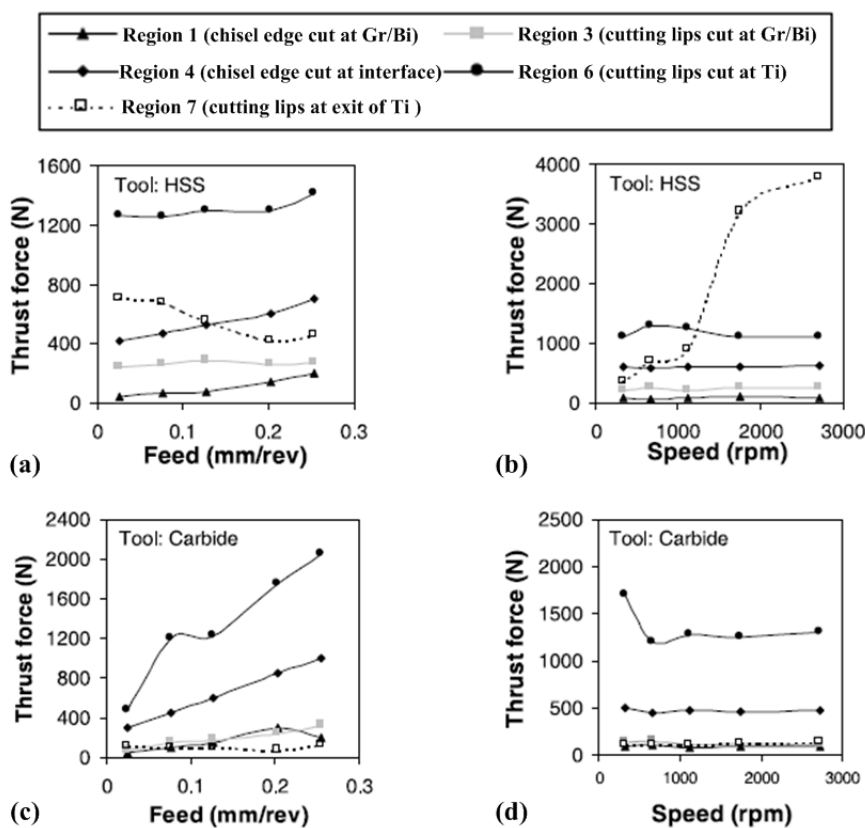 Region 1 (chisel edge cut at Gr/Bi) Region 3 (cutting lips cut at Gr/Bi)
Region 4 (chisel edge cut at interface) Region 6 (cutting lips cut at Ti)
Region 7 (cutting lips at exit of Ti )
Thrust force (N)
1600
1200
800
400
0
Tool: HSS
0 0.1 0.2 0.3
(a) Feed (mm/rev)
Thrust force (N)
4000
3000
2000
1000
0
Tool: HSS
0 1000 2000 3000
(b) Speed (rpm)
Thrust force (N)
2400
2000
1600
1200
800
400
0
Tool: Carbide
0 0.1 0.2 0.3
(c) Feed (mm/rev)
Thrust force (N)
2500
2000
1500
1000
500
0
Tool: Carbide
0 1000 2000 3000
(d) Speed (rpm)